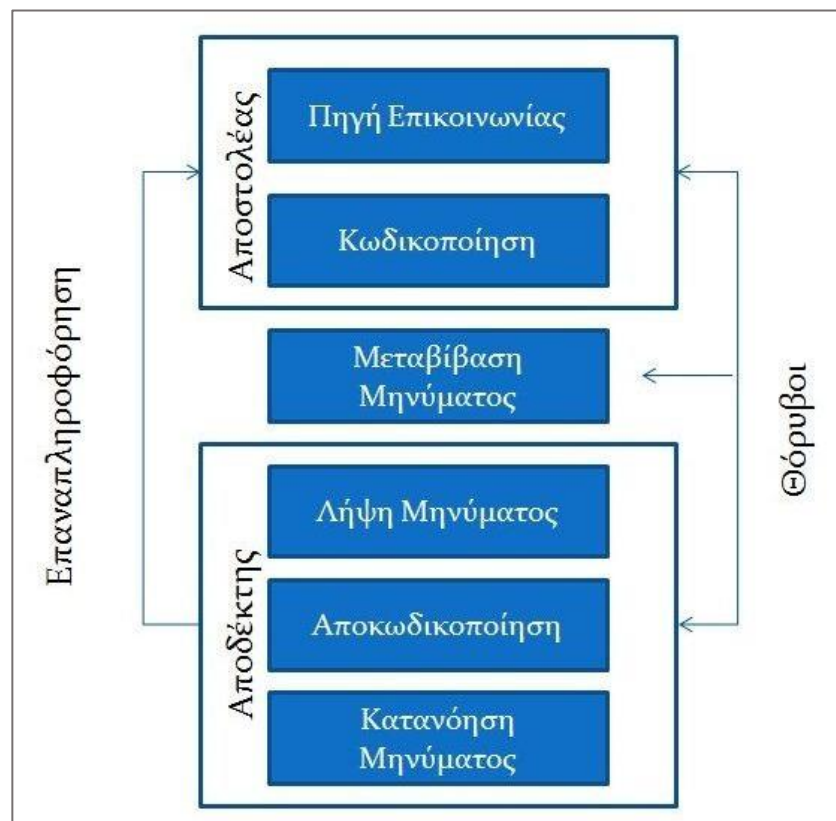 Αποστολέας
Πηγή Επικοινωνίας
Κωδικοποίηση
Μεταβίβαση
Μηνύματος
Επαναπληροφόρηση
Θόρυβοι
Αποδέκτης
Λήψη Μηνύματος
Αποκωδικοποίηση
Κατανόηση
Μηνύματος